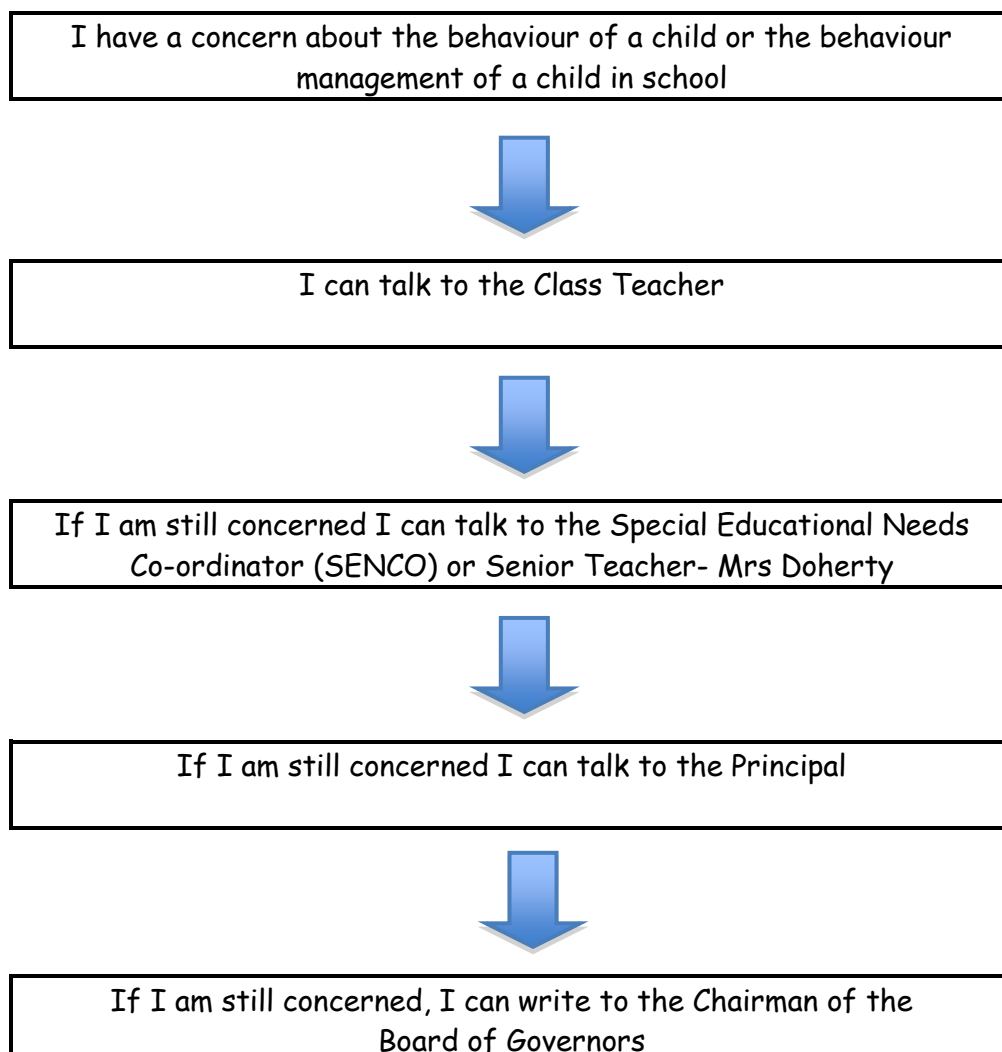 I have a concern about the behaviour of a child or the behaviour
management of a child in school
I can talk to the Class Teacher
If I am still concerned I can talk to the Special Educational Needs
Co-ordinator (SENCO) or Senior Teacher- Mrs Doherty
If I am still concerned I can talk to the Principal
If I am still concerned, I can write to the Chairman of the
Board of Governors